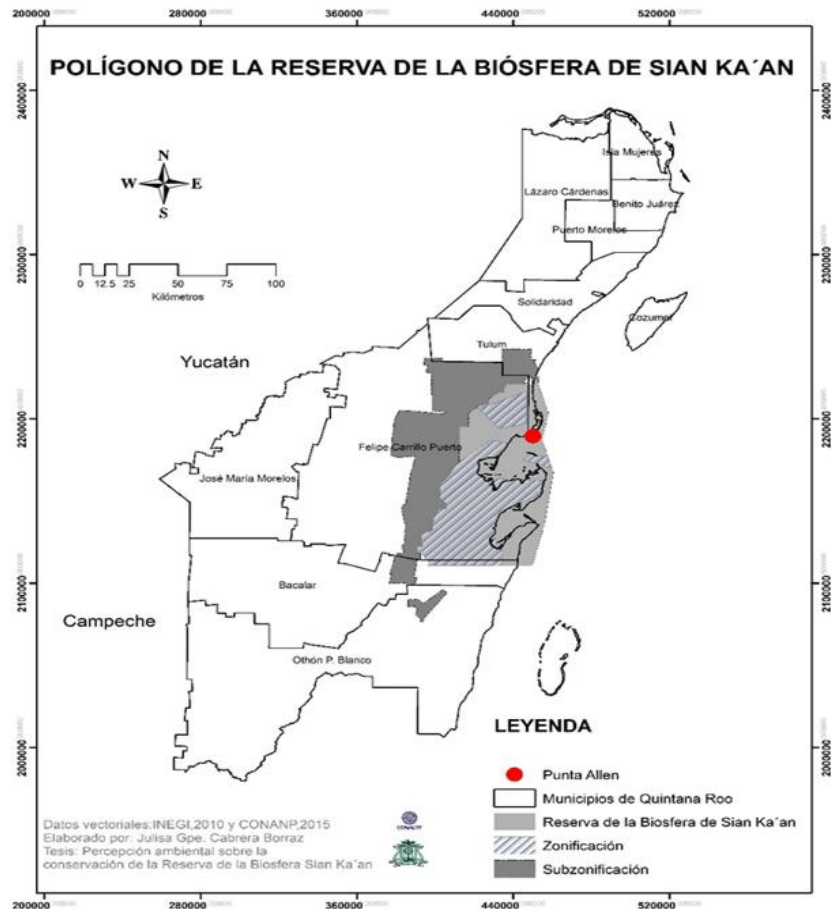 200000 280000 360000 440000 520000
POLÍGONO DE LA RESERVA DE LA BIÓSFERA DE SIAN KA´AN
2400000 2400000
N
W E
S
Isla Mujeres
Lázaro Cárdenas
Benito Juárez
Puerto Morelos
2300000 2300000
0 12.5 25 50 75 100
Kilómetros
Solidaridad
Cozumel
Tulum
Yucatán
2200000 2200000
Felipe Carrillo Puerto
José María Morelos
2100000 2100000
Bacalar
Campeche
Othón P. Blanco
LEYENDA
2000000 2000000
Punta Allen
Municipios de Quintana Roo
Reserva de la Biosfera de Sian Ka´an
Zonificación
Subzonificación
Datos vectoriales:INEGI,2010 y CONANP,2015
Elaborado por: Julisa Gpe. Cabrera Borraz
Tesis: Percepción ambiental sobre la
conservación de la Reserva de la Biosfera Sian Ka´an
CONACYT
200000 280000 360000 440000 520000